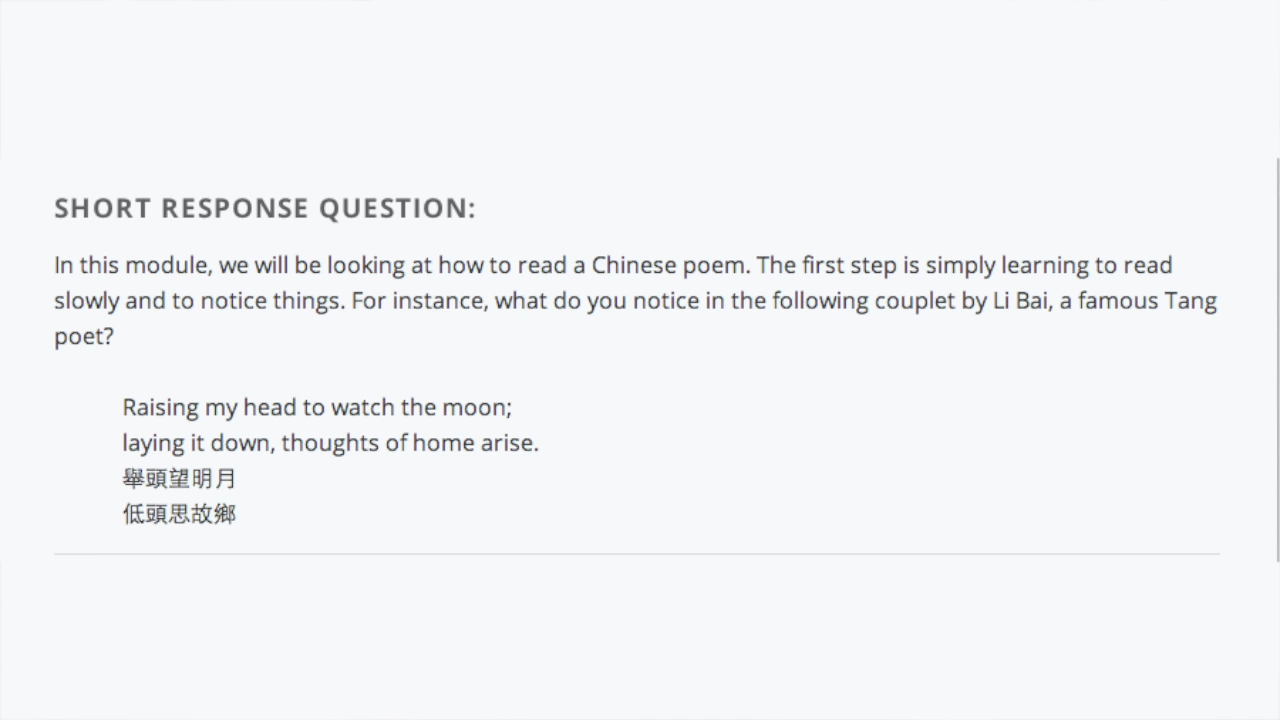 SHORT RESPONSE QUESTION:
In this module, we will be looking at how to read a Chinese poem. The first step is simply learning to read
slowly and to notice things. For instance, what do you notice in the following couplet by Li Bai, a famous Tang
poet?
Raising my head to watch the moon;
laying it down, thoughts of home arise.
舉頭望明月
低頭思故鄉